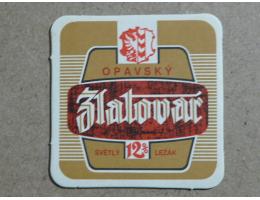 OPAVSKÝ
Zlatovar
SVĚTLÝ 12% LEŽÁK